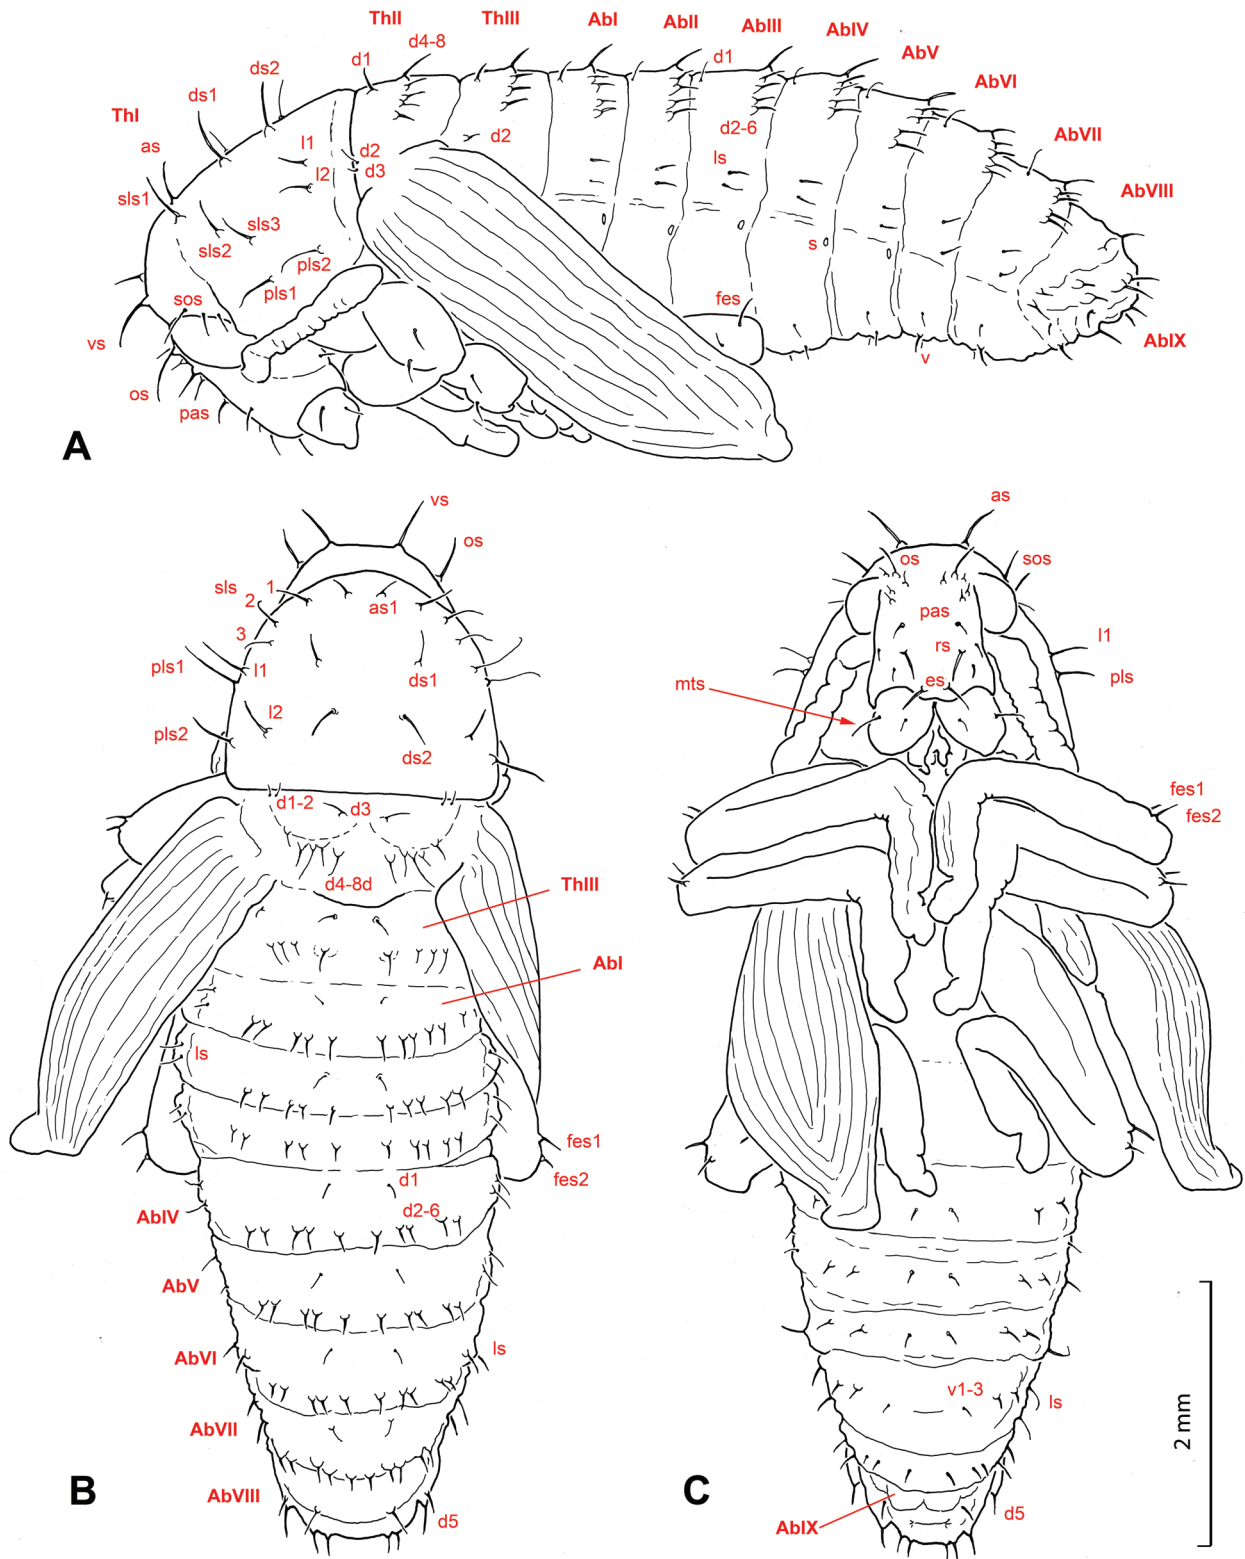 ThII
ThIII
AbI
AbII
AbIII
AbIV
AbV
AbVI
AbVII
AbVIII
AbIX
ThI
d4-8
d1
ds2
ds1
as
sls1
l1
l2
d2
d3
d2
d1
d2-6
ls
sls3
sls2
pls2
pls1
sos
s
fes
vs
os
pas
v
A
vs
os
sls
1
2
3
as1
pls1
l1
ds1
l2
pls2
ds2
d1-2
d3
d4-8d
ThIII
AbI
ls
fes1
fes2
d1
d2-6
AbIV
AbV
AbVI
ls
AbVII
AbVIII
d5
B
as
os
sos
pas
rs
l1
pls
es
mts
fes1
fes2
v1-3
ls
AbIX
d5
C
2 mm